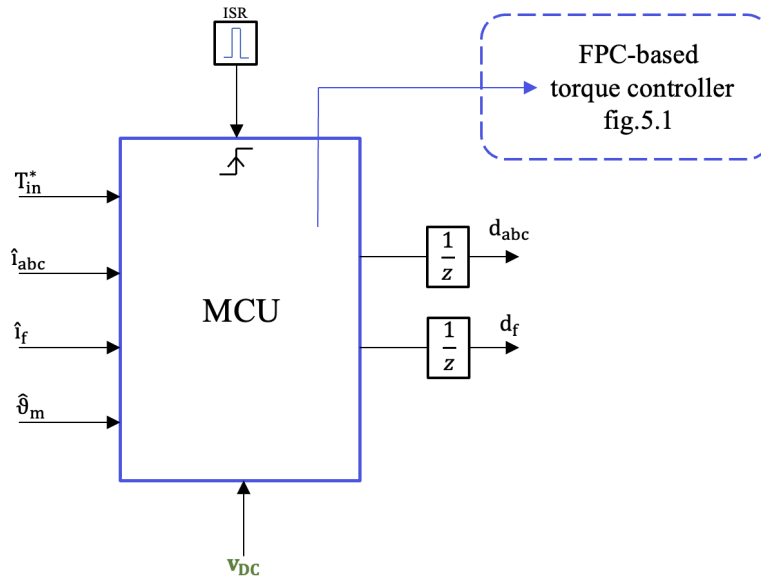 ISR
FPC-based
torque controller
fig.5.1
T*in
îabc
îf
ϑ̂m
MCU
dabc
1
z
df
1
z
vDC